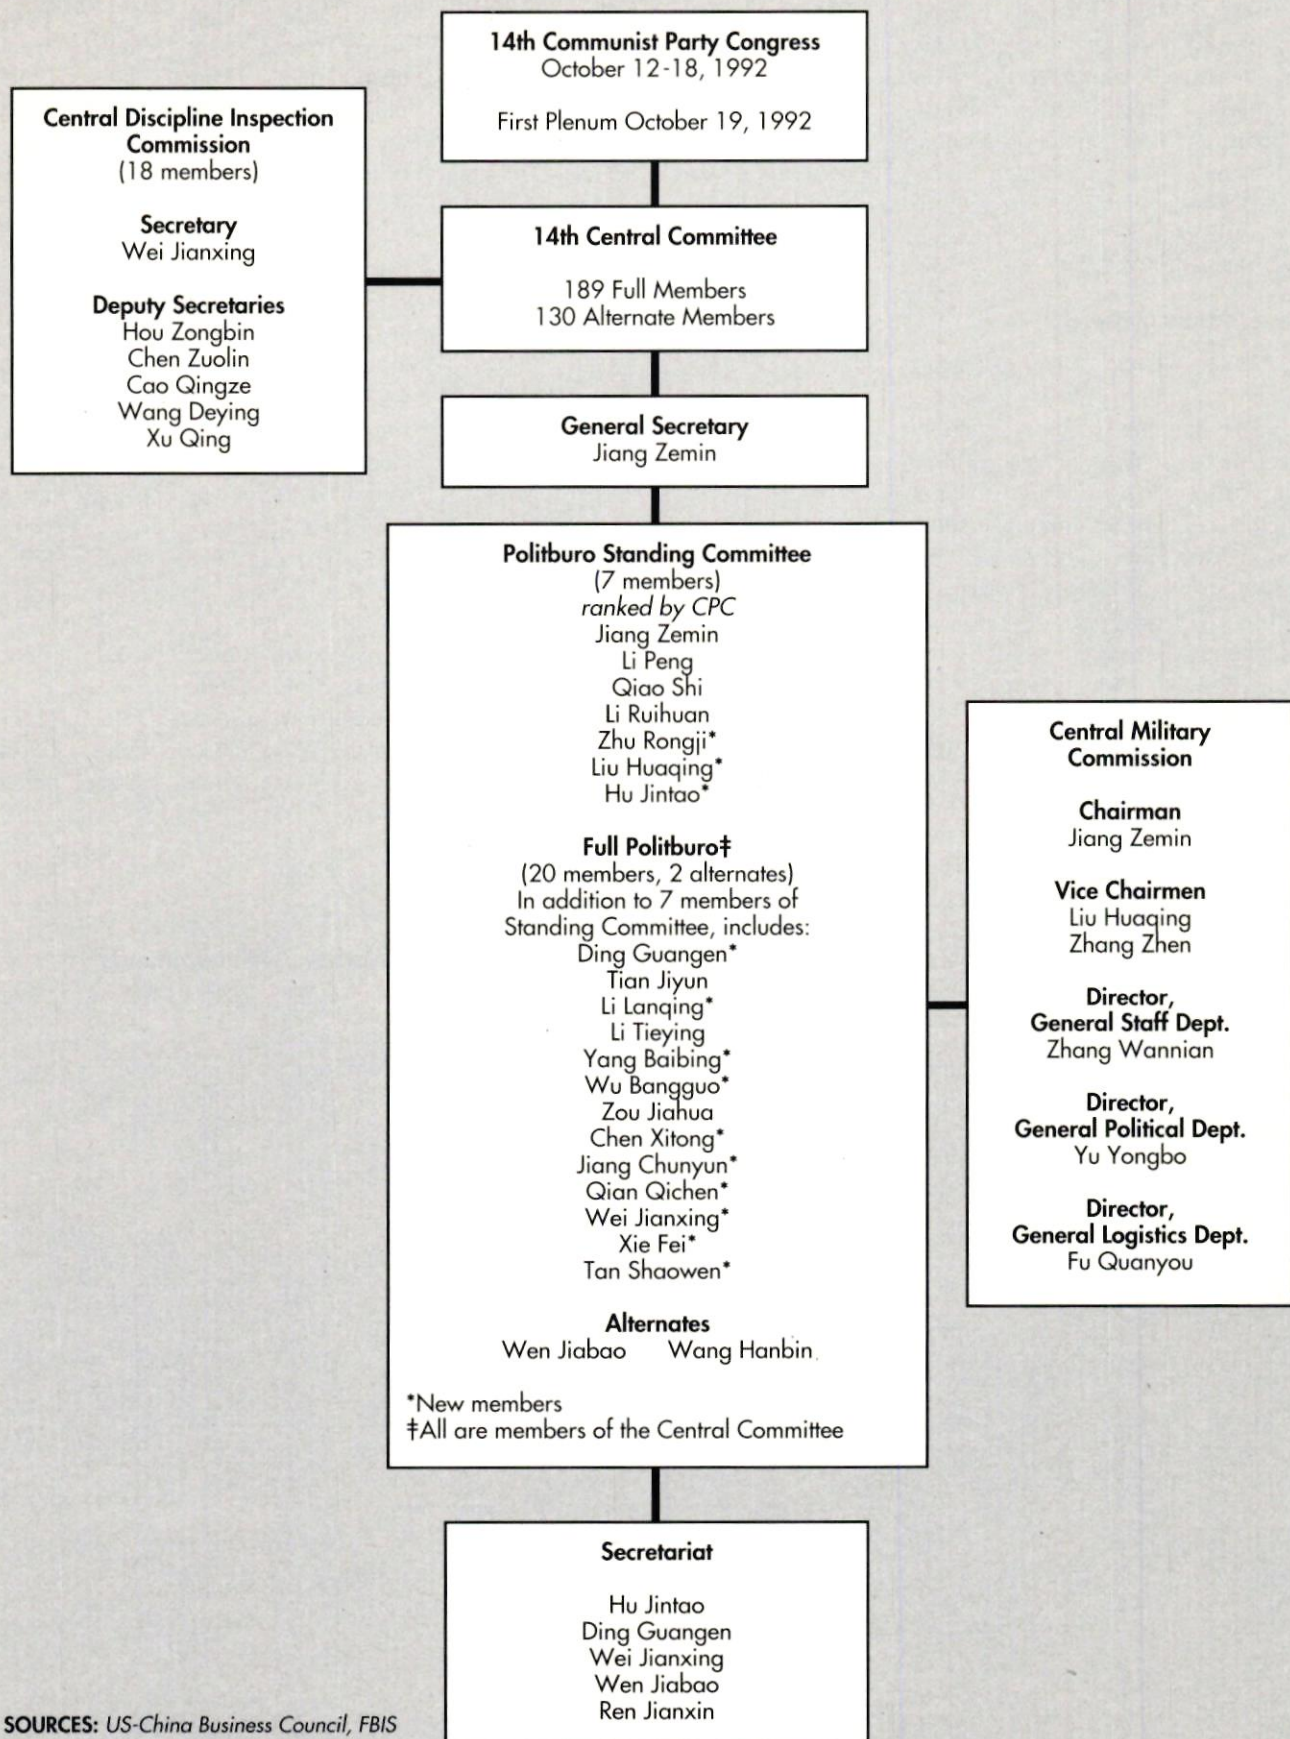 14th Communist Party Congress
October 12-18, 1992
First Plenum October 19, 1992
Central Discipline Inspection
Commission
(18 members)
Secretary
Wei Jianxing
Deputy Secretaries
Hou Zongbin
Chen Zuolin
Cao Qingze
Wang Deying
Xu Qing
14th Central Committee
189 Full Members
130 Alternate Members
General Secretary
Jiang Zemin
Politburo Standing Committee
(7 members)
ranked by CPC
Jiang Zemin
Li Peng
Qiao Shi
Li Ruihuan
Zhu Rongji*
Liu Huaqing*
Hu Jintao*
Full Politburo‡
(20 members, 2 alternates)
In addition to 7 members of
Standing Committee, includes:
Ding Guangen*
Tian Jiyun
Li Lanqing*
Li Tieying
Yang Baibing*
Wu Bangguo*
Zou Jiahua
Chen Xitong*
Jiang Chunyun*
Qian Qichen*
Wei Jianxing*
Xie Fei*
Tan Shaowen*
Alternates
Wen Jiabao Wang Hanbin
*New members
‡All are members of the Central Committee
Central Military
Commission
Chairman
Jiang Zemin
Vice Chairmen
Liu Huaqing
Zhang Zhen
Director,
General Staff Dept.
Zhang Wannian
Director,
General Political Dept.
Yu Yongbo
Director,
General Logistics Dept.
Fu Quanyou
Secretariat
Hu Jintao
Ding Guangen
Wei Jianxing
Wen Jiabao
Ren Jianxin
SOURCES: US-China Business Council, FBIS